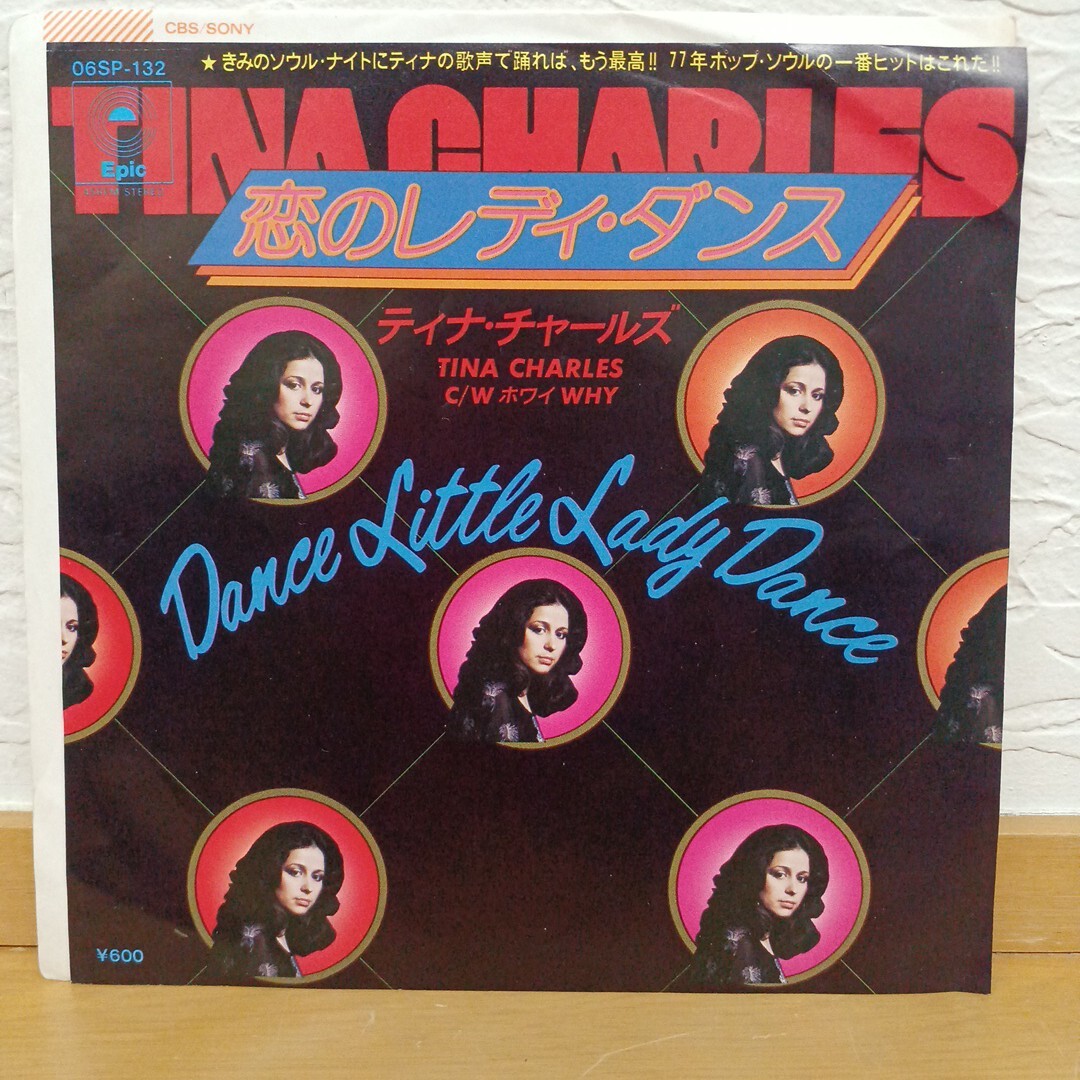 CBS/SONY
06SP-132
★きみのソウル・ナイトにティナの歌声で踊れば、もう最高!! 77年ポップ・ソウルの一番ヒットはこれた!!
TINA CHARLES
Epic
STEREO
恋のレディ・ダンス
ティナ・チャールズ
TINA CHARLES
C/W ホワイ WHY
Dance Little Lady Dance
¥600